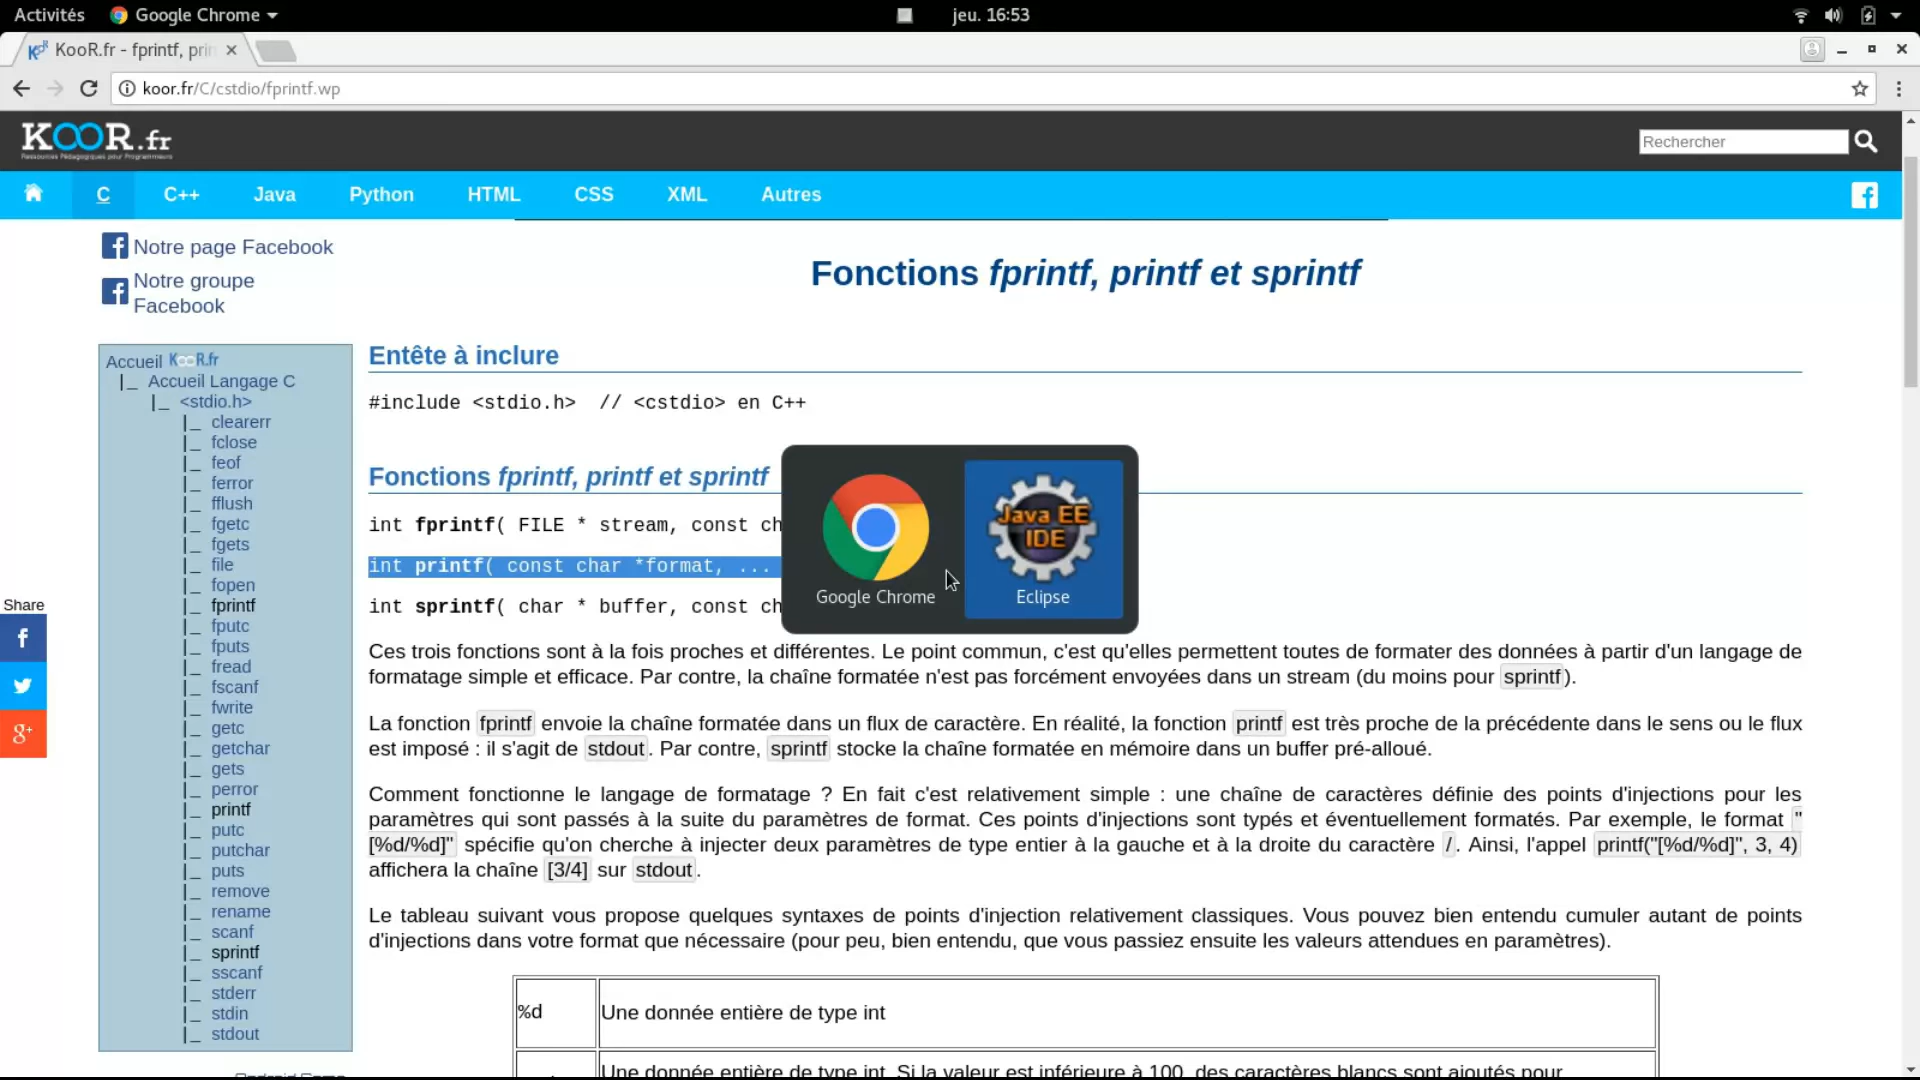 Activités
Google Chrome
jeu. 16:53
KooR.fr - fprintf, prin
koor.fr/C/cstdio/fprintf.wp
KOOR.fr
Ressources Pédagogiques pour Programmeurs
Rechercher
C
C++
Java
Python
HTML
CSS
XML
Autres
Notre page Facebook
Notre groupe
Facebook
Accueil KooR.fr
|_ Accueil Langage C
|_ <stdio.h>
|_ clearerr
|_ fclose
|_ feof
|_ ferror
|_ fflush
|_ fgetc
|_ fgets
|_ file
|_ fopen
|_ fprintf
|_ fputc
|_ fputs
|_ fread
|_ fscanf
|_ fwrite
|_ getc
|_ getchar
|_ gets
|_ perror
|_ printf
|_ putc
|_ putchar
|_ puts
|_ remove
|_ rename
|_ scanf
|_ sprintf
|_ sscanf
|_ stderr
|_ stdin
|_ stdout
Share
Fonctions fprintf, printf et sprintf
Entête à inclure
#include <stdio.h>  // <cstdio> en C++
Fonctions fprintf, printf et sprintf
int fprintf( FILE * stream, const ch
int printf( const char *format, ...
int sprintf( char * buffer, const ch
Java EE
IDE
Google Chrome
Eclipse
Ces trois fonctions sont à la fois proches et différentes. Le point commun, c'est qu'elles permettent toutes de formater des données à partir d'un langage de
formatage simple et efficace. Par contre, la chaîne formatée n'est pas forcément envoyées dans un stream (du moins pour sprintf).
La fonction fprintf envoie la chaîne formatée dans un flux de caractère. En réalité, la fonction printf est très proche de la précédente dans le sens ou le flux
est imposé : il s'agit de stdout. Par contre, sprintf stocke la chaîne formatée en mémoire dans un buffer pré-alloué.
Comment fonctionne le langage de formatage ? En fait c'est relativement simple : une chaîne de caractères définie des points d'injections pour les
paramètres qui sont passés à la suite du paramètres de format. Ces points d'injections sont typés et éventuellement formatés. Par exemple, le format "
[%d/%d]" spécifie qu'on cherche à injecter deux paramètres de type entier à la gauche et à la droite du caractère /. Ainsi, l'appel printf("[%d/%d]", 3, 4)
affichera la chaîne [3/4] sur stdout.
Le tableau suivant vous propose quelques syntaxes de points d'injection relativement classiques. Vous pouvez bien entendu cumuler autant de points
d'injections dans votre format que nécessaire (pour peu, bien entendu, que vous passiez ensuite les valeurs attendues en paramètres).
%d
Une donnée entière de type int
Une donnée entière de type int. Si la valeur est inférieure à 100, des caractères blancs sont ajoutés pour